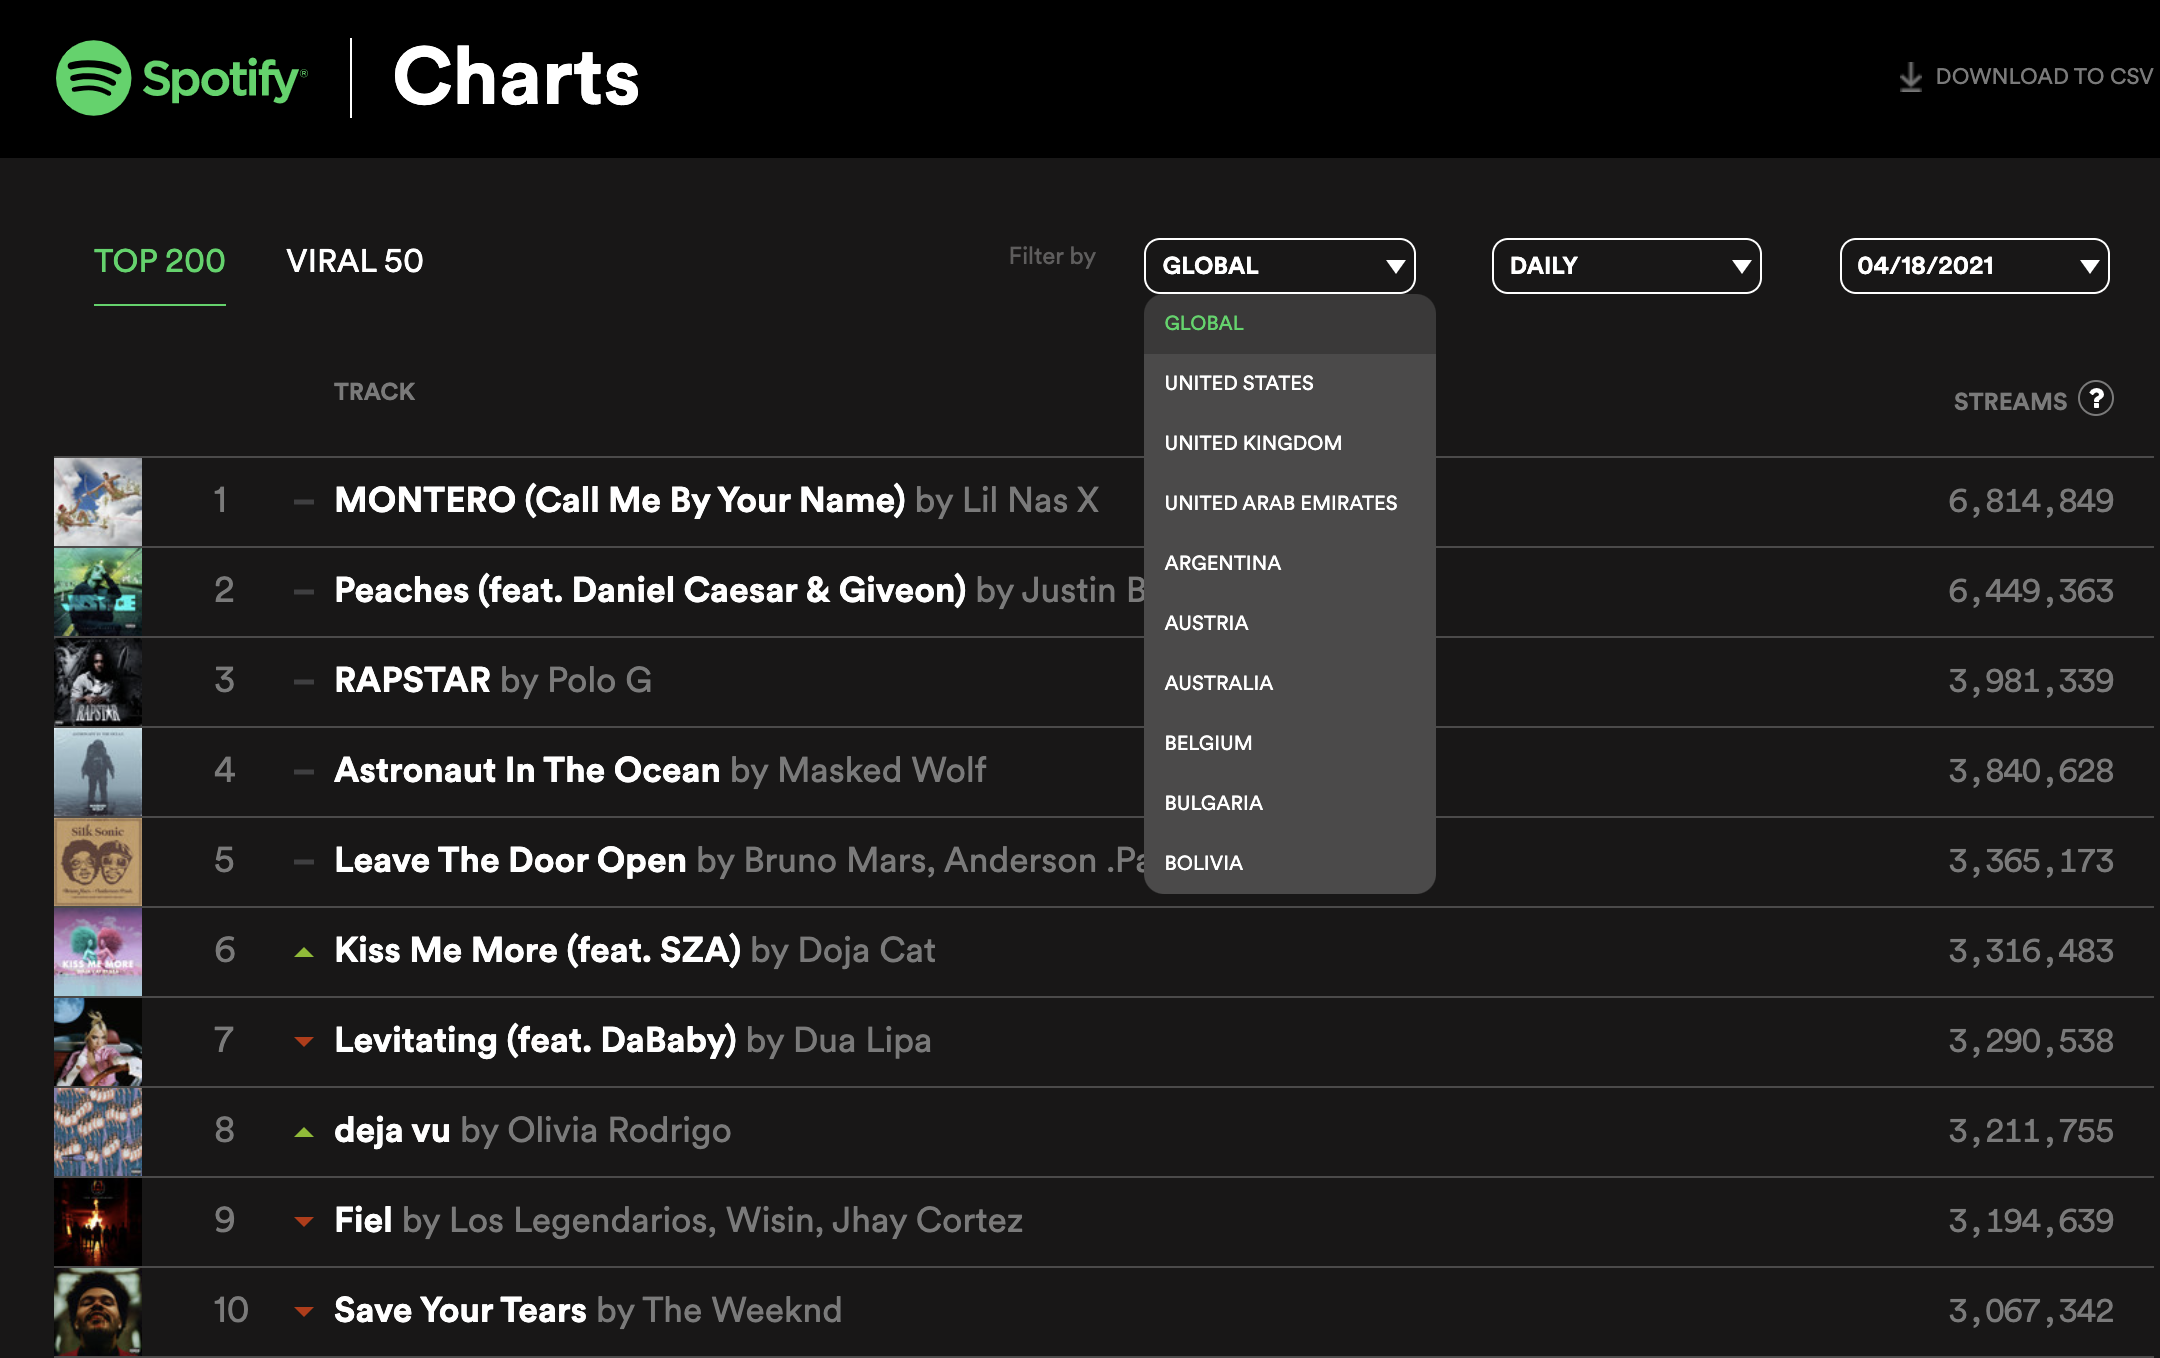 Spotify® | Charts
DOWNLOAD TO CSV
TOP 200 VIRAL 50 Filter by GLOBAL DAILY 04/18/2021
GLOBAL
UNITED STATES
UNITED KINGDOM
UNITED ARAB EMIRATES
ARGENTINA
AUSTRIA
AUSTRALIA
BELGIUM
BULGARIA
BOLIVIA
TRACK STREAMS ?
1 – MONTERO (Call Me By Your Name) by Lil Nas X 6,814,849
2 – Peaches (feat. Daniel Caesar & Giveon) by Justin B 6,449,363
3 – RAPSTAR by Polo G 3,981,339
4 – Astronaut In The Ocean by Masked Wolf 3,840,628
5 – Leave The Door Open by Bruno Mars, Anderson .Pa 3,365,173
6 Kiss Me More (feat. SZA) by Doja Cat 3,316,483
7 Levitating (feat. DaBaby) by Dua Lipa 3,290,538
8 deja vu by Olivia Rodrigo 3,211,755
9 Fiel by Los Legendarios, Wisin, Jhay Cortez 3,194,639
10 Save Your Tears by The Weeknd 3,067,342
RAPSTAR
Silk Sonic
KISS ME MORE